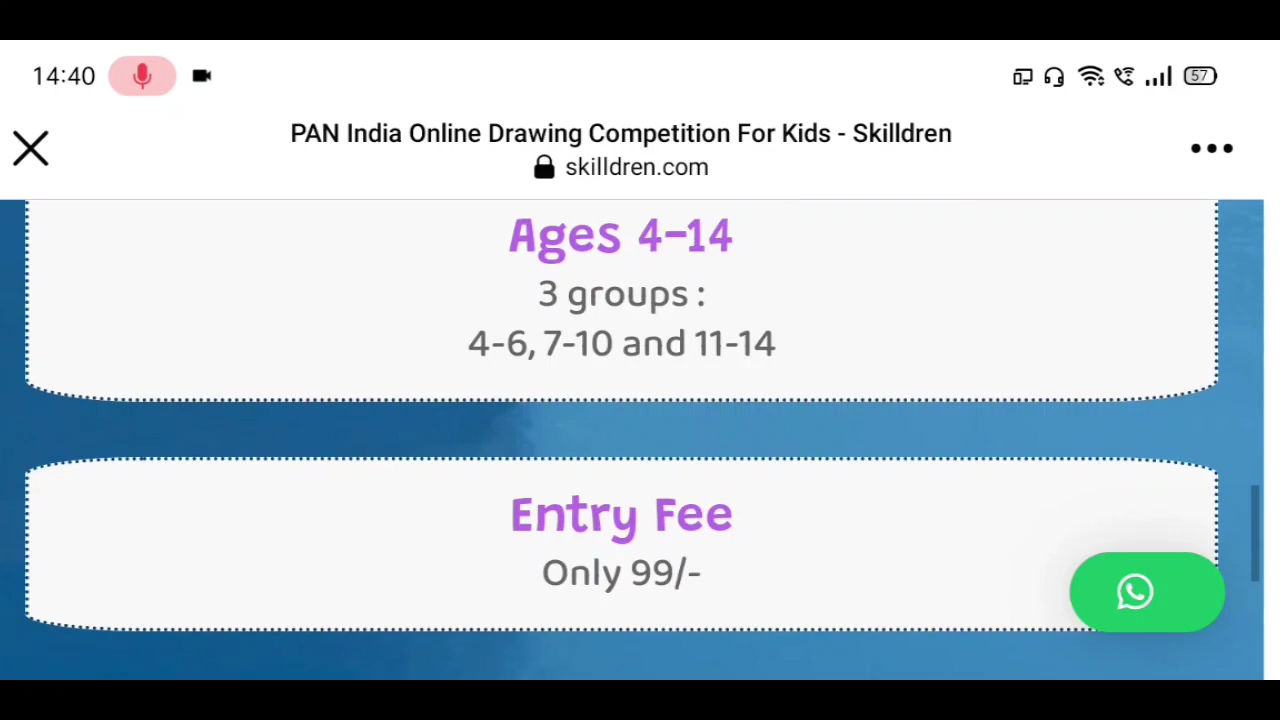 14:40
57
PAN India Online Drawing Competition For Kids - Skilldren
skilldren.com
Ages 4-14
3 groups :
4-6, 7-10 and 11-14
Entry Fee
Only 99/-